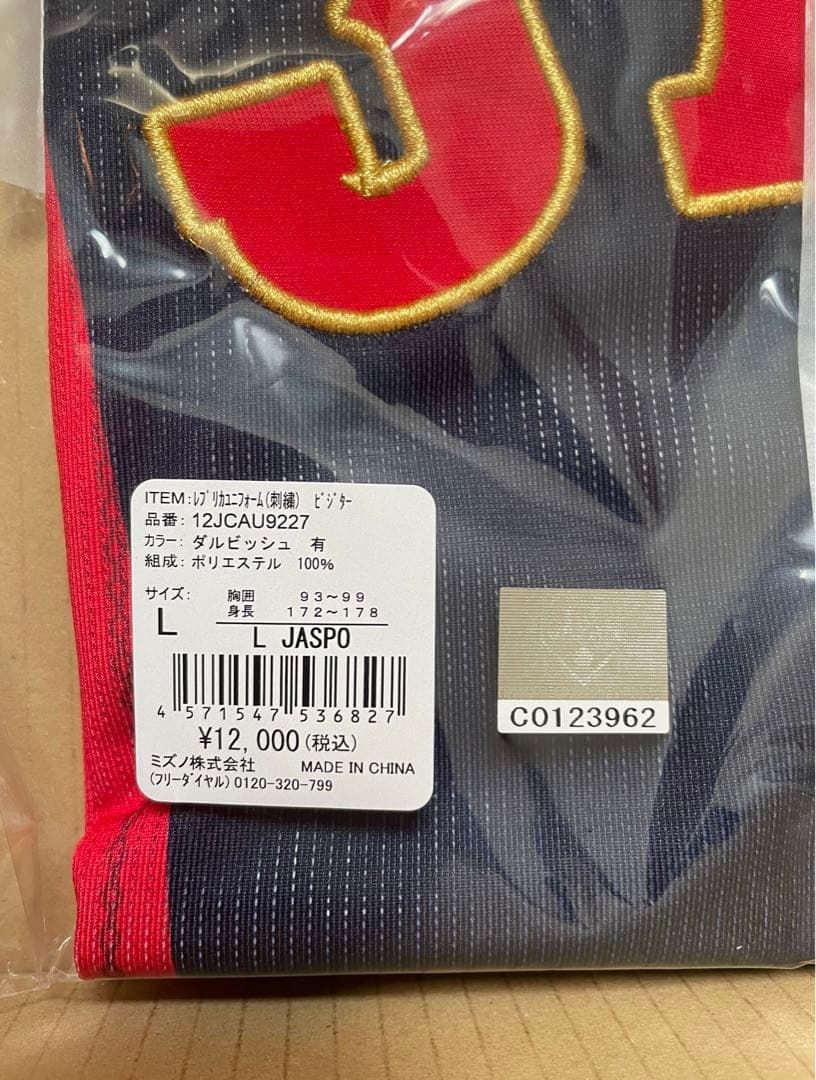 ITEM:ﾚﾌﾟﾘｶﾕﾆﾌｫｰﾑ(刺繍) ﾋﾞｼﾞﾀｰ
品番: 12JCAU9227
ｶﾗｰ: ダルビッシュ 有
組成: ポリエステル 100%
サイズ: 胸囲 93～99
身長 172～178
L
L JASPO
4 571547 536827
¥12,000(税込)
ミズノ株式会社 MADE IN CHINA
(ﾌﾘｰﾀﾞｲﾔﾙ) 0120-320-799
C0123962